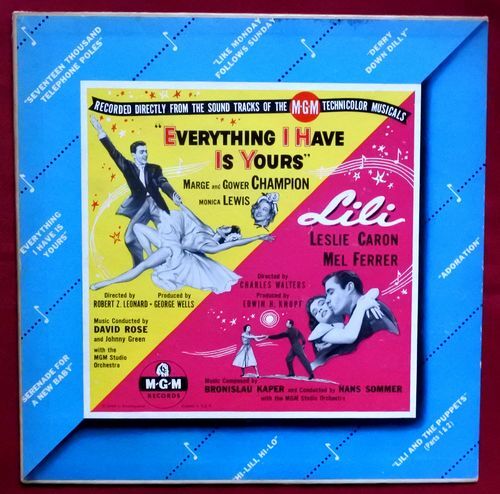 "SEVENTEEN THOUSAND
TELEPHONE POLES"
"LIKE MONDAY
FOLLOWS SUNDAY"
"DERRY
DOWN DILLY"
RECORDED DIRECTLY FROM THE SOUND TRACKS OF THE M-G-M TECHNICOLOR MUSICALS
"EVERYTHING I HAVE
IS YOURS"
MARGE and GOWER CHAMPION
MONICA LEWIS
Directed by
ROBERT Z. LEONARD
Produced by
GEORGE WELLS
Music Conducted by
DAVID ROSE
and Johnny Green
with the
MGM Studio
Orchestra
M-G-M
RECORDS
Lili
LESLIE CARON
MEL FERRER
Directed by
CHARLES WALTERS
Produced by
EDWIN H. KNOPF
Music Composed by
BRONISLAU KAPER and Conducted by HANS SOMMER
with the MGM Studio Orchestra
"EVERYTHING
I HAVE IS
YOURS"
"ADORATION"
"SERENADE FOR
A NEW BABY"
"HI-LILI, HI-LO"
"LILI AND THE PUPPETS"
(Parts 1 & 2)